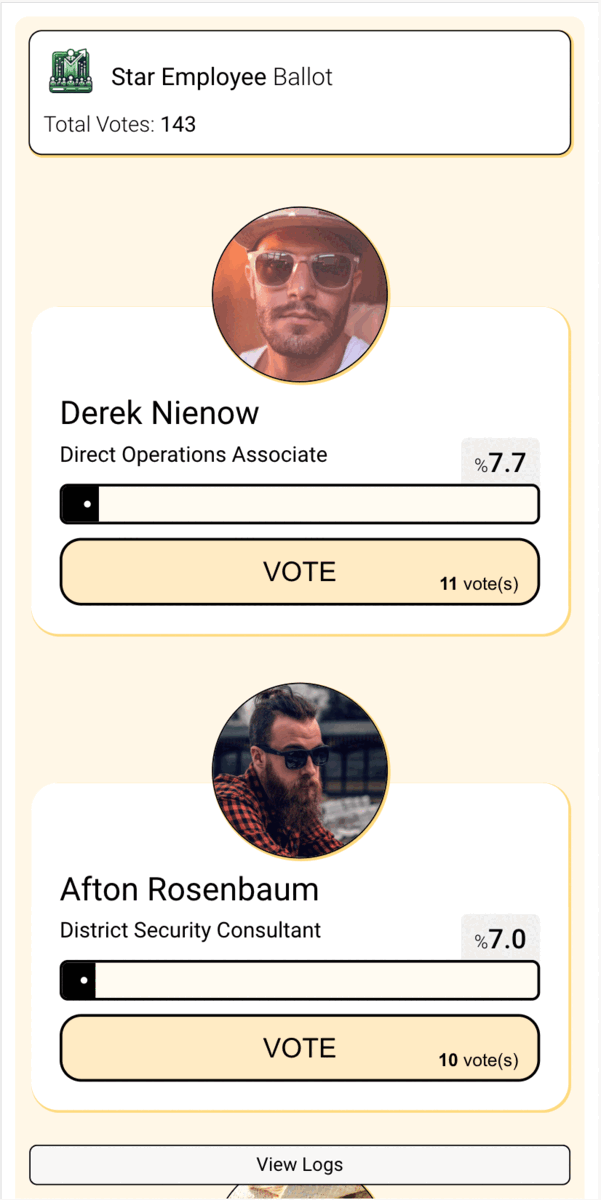 Star Employee Ballot
Total Votes: 143
Derek Nienow
Direct Operations Associate
%7.7
VOTE
11 vote(s)
Afton Rosenbaum
District Security Consultant
%7.0
VOTE
10 vote(s)
View Logs